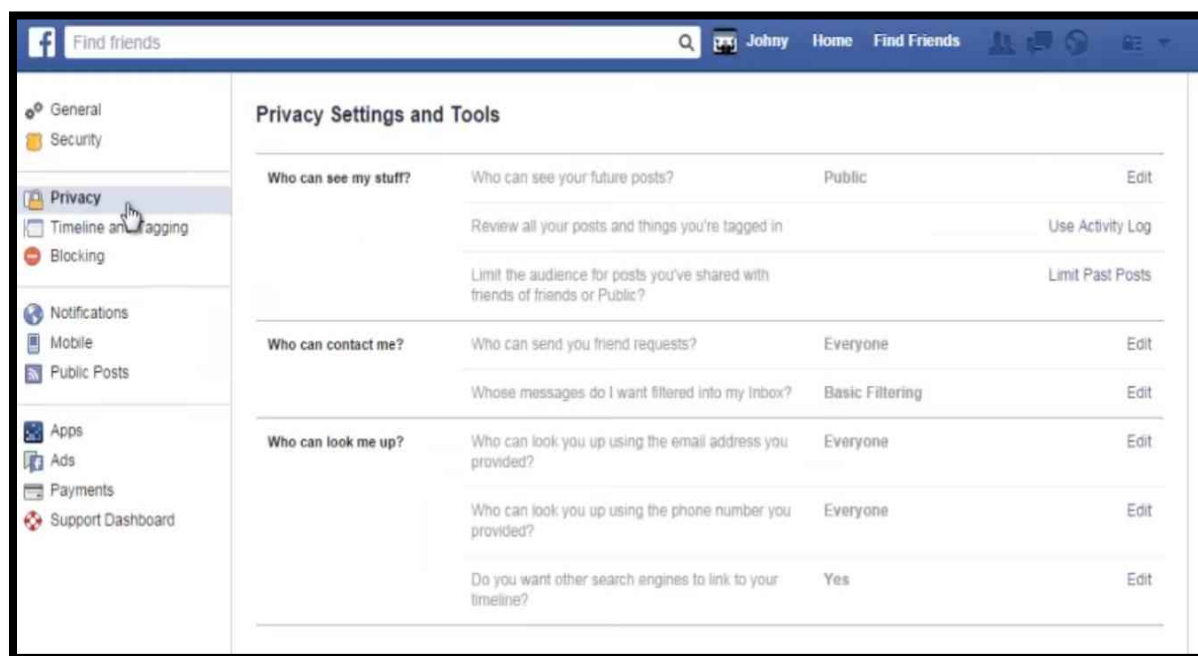 f
Find friends
Johny Home Find Friends
General
Security
Privacy
Timeline and Tagging
Blocking
Notifications
Mobile
Public Posts
Apps
Ads
Payments
Support Dashboard
Privacy Settings and Tools
Who can see my stuff?
Who can see your future posts? Public Edit
Review all your posts and things you're tagged in Use Activity Log
Limit the audience for posts you've shared with Limit Past Posts
friends of friends or Public?
Who can contact me?
Who can send you friend requests? Everyone Edit
Whose messages do I want filtered into my Inbox? Basic Filtering Edit
Who can look me up?
Who can look you up using the email address you Everyone Edit
provided?
Who can look you up using the phone number you Everyone Edit
provided?
Do you want other search engines to link to your Yes Edit
timeline?